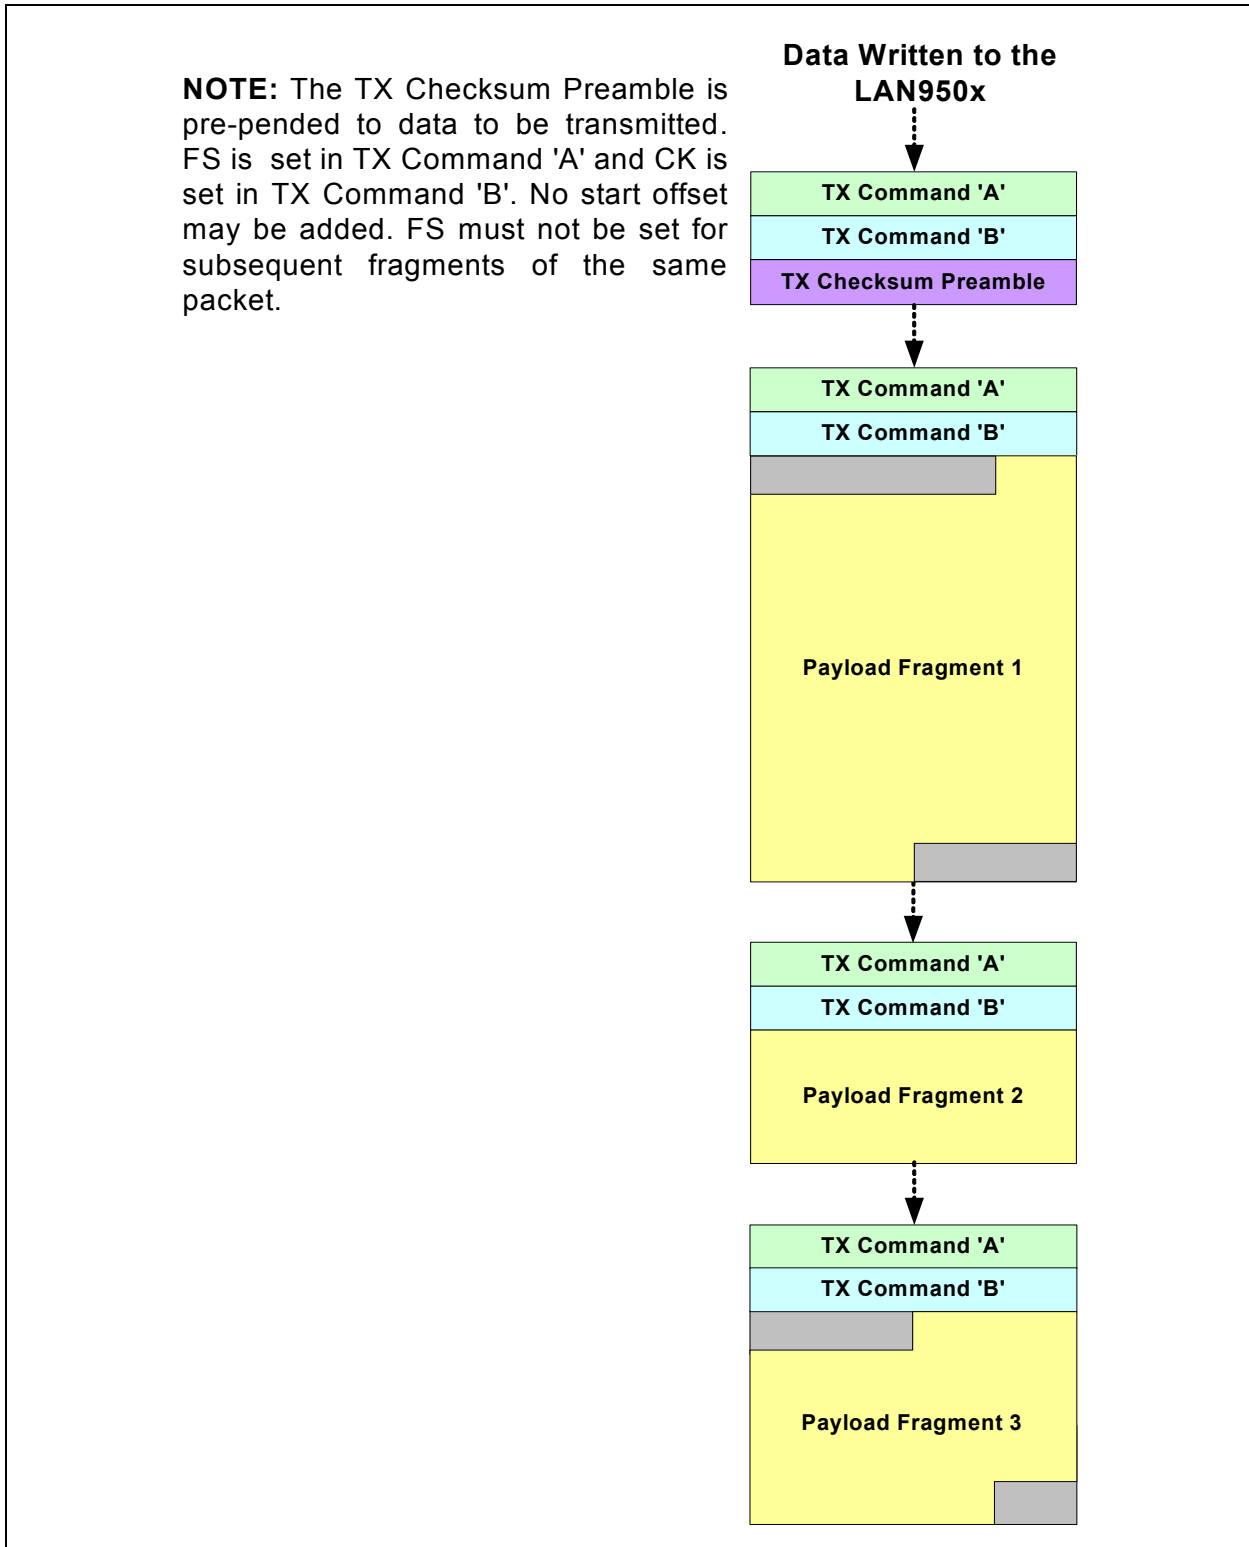 NOTE: The TX Checksum Preamble is
pre-pended to data to be transmitted.
FS is set in TX Command 'A' and CK is
set in TX Command 'B'. No start offset
may be added. FS must not be set for
subsequent fragments of the same
packet.
Data Written to the
LAN950x
TX Command 'A'
TX Command 'B'
TX Checksum Preamble
TX Command 'A'
TX Command 'B'
Payload Fragment 1
TX Command 'A'
TX Command 'B'
Payload Fragment 2
TX Command 'A'
TX Command 'B'
Payload Fragment 3